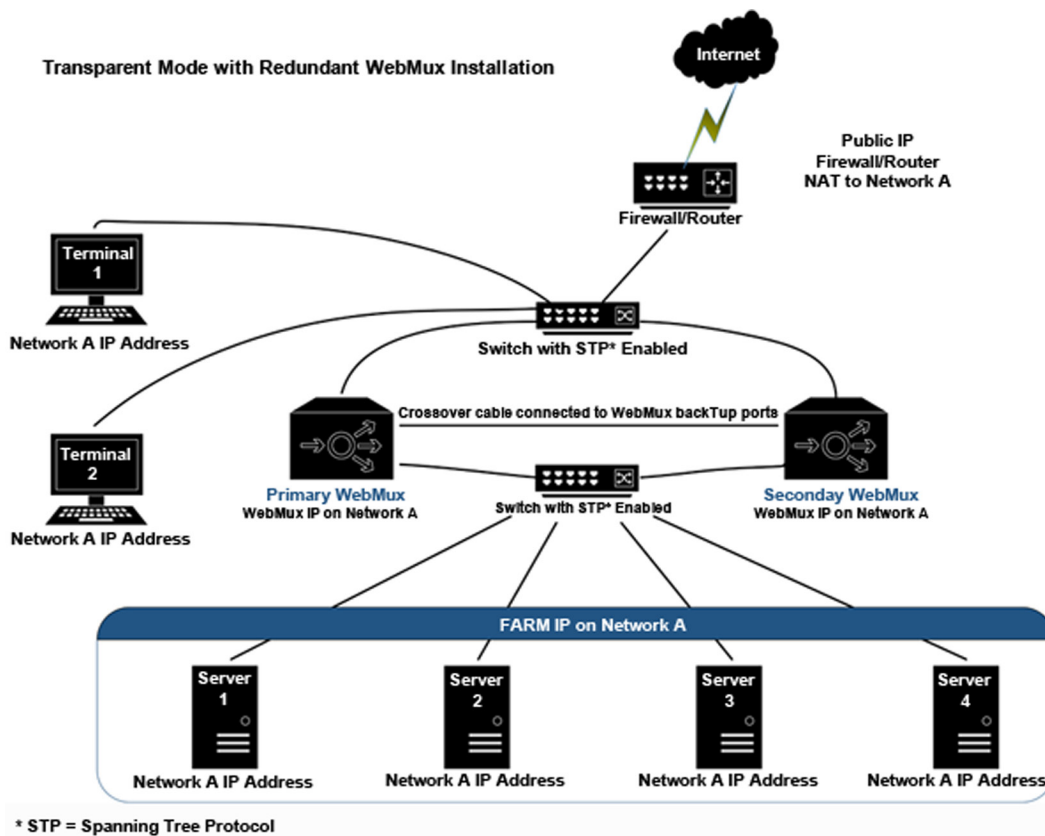 Internet
Transparent Mode with Redundant WebMux Installation
Public IP
Firewall/Router
NAT to Network A
Firewall/Router
Terminal
1
Network A IP Address
Switch with STP* Enabled
Crossover cable connected to WebMux backTup ports
Terminal
2
Network A IP Address
Primary WebMux
WebMux IP on Network A
Switch with STP* Enabled
Seconday WebMux
WebMux IP on Network A
FARM IP on Network A
Server
1
Network A IP Address
Server
2
Network A IP Address
Server
3
Network A IP Address
Server
4
Network A IP Address
* STP = Spanning Tree Protocol